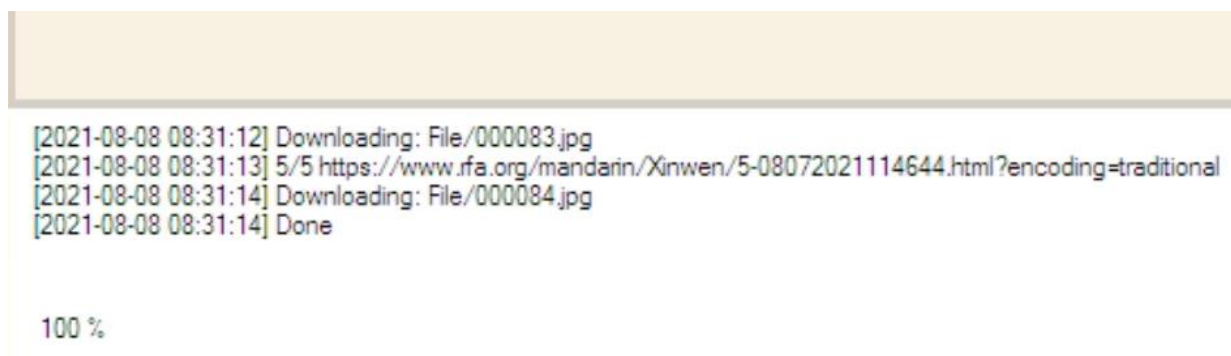 [2021-08-08 08:31:12] Downloading: File/000083.jpg
[2021-08-08 08:31:13] 5/5 https://www.rfa.org/mandarin/Xinwen/5-08072021114644.html?encoding=traditional
[2021-08-08 08:31:14] Downloading: File/000084.jpg
[2021-08-08 08:31:14] Done
100 %